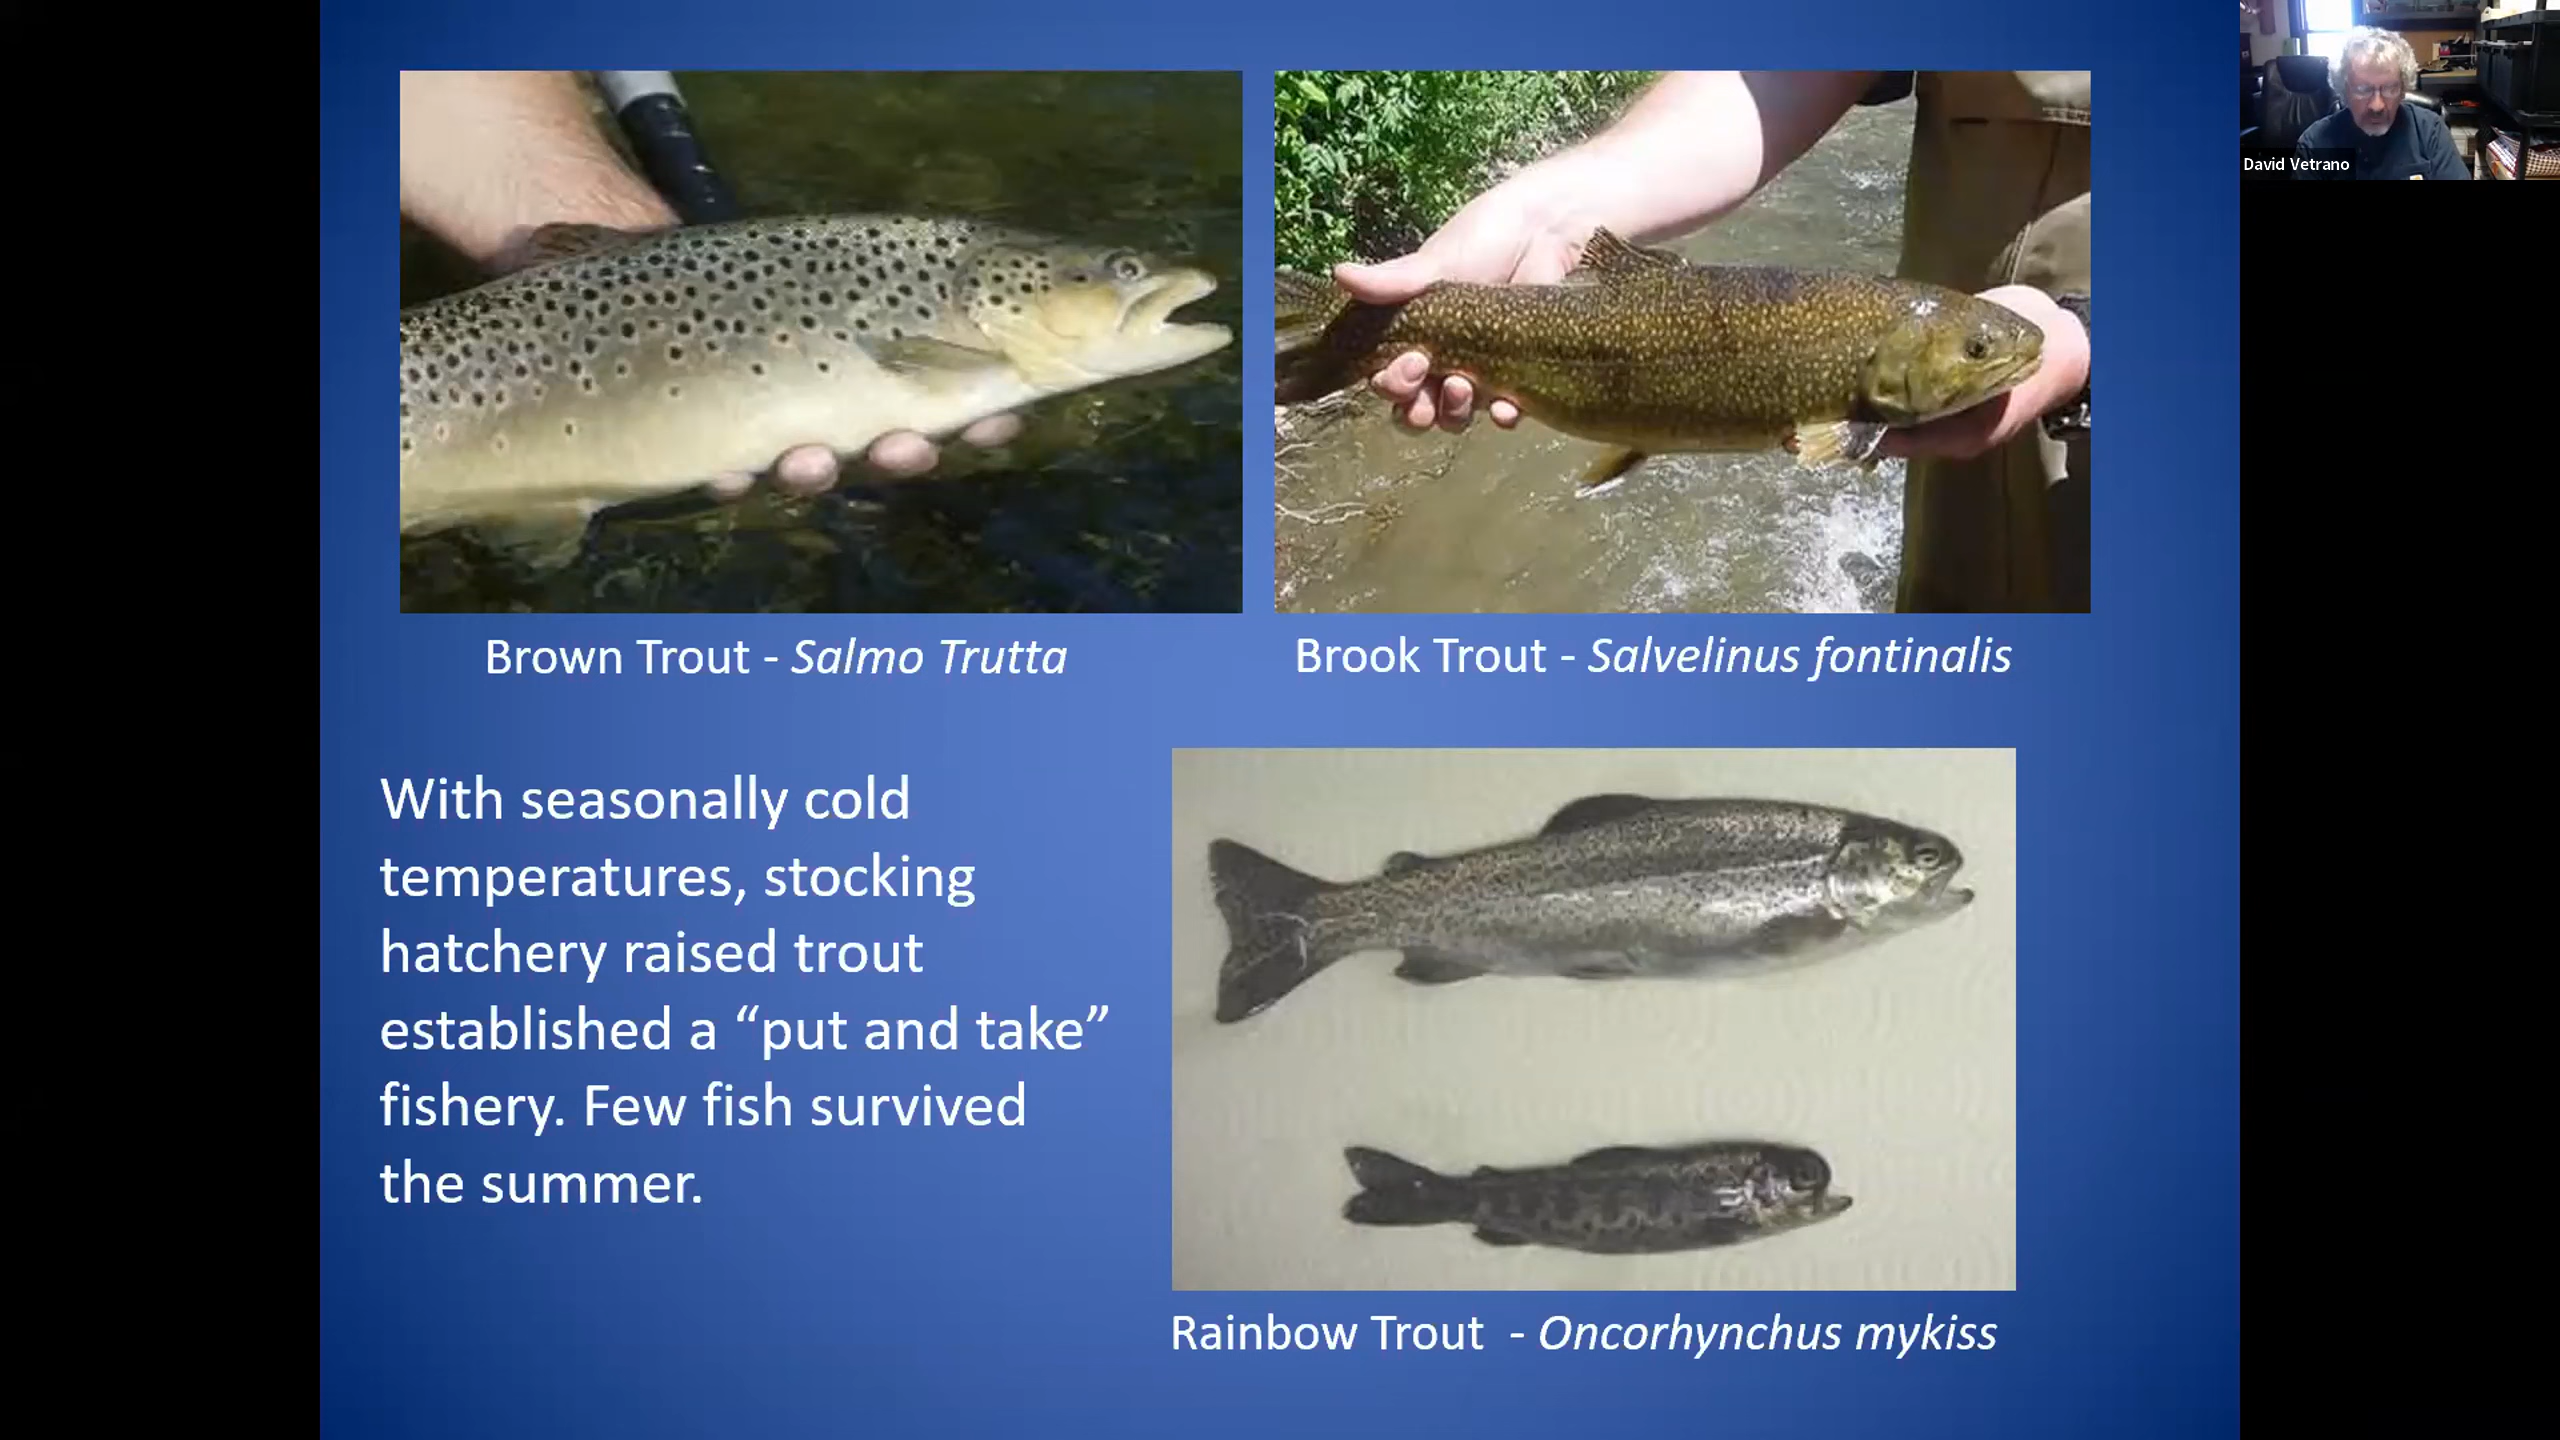 David Vetrano
Brown Trout - Salmo Trutta
Brook Trout - Salvelinus fontinalis
With seasonally cold
temperatures, stocking
hatchery raised trout
established a “put and take”
fishery. Few fish survived
the summer.
Rainbow Trout - Oncorhynchus mykiss